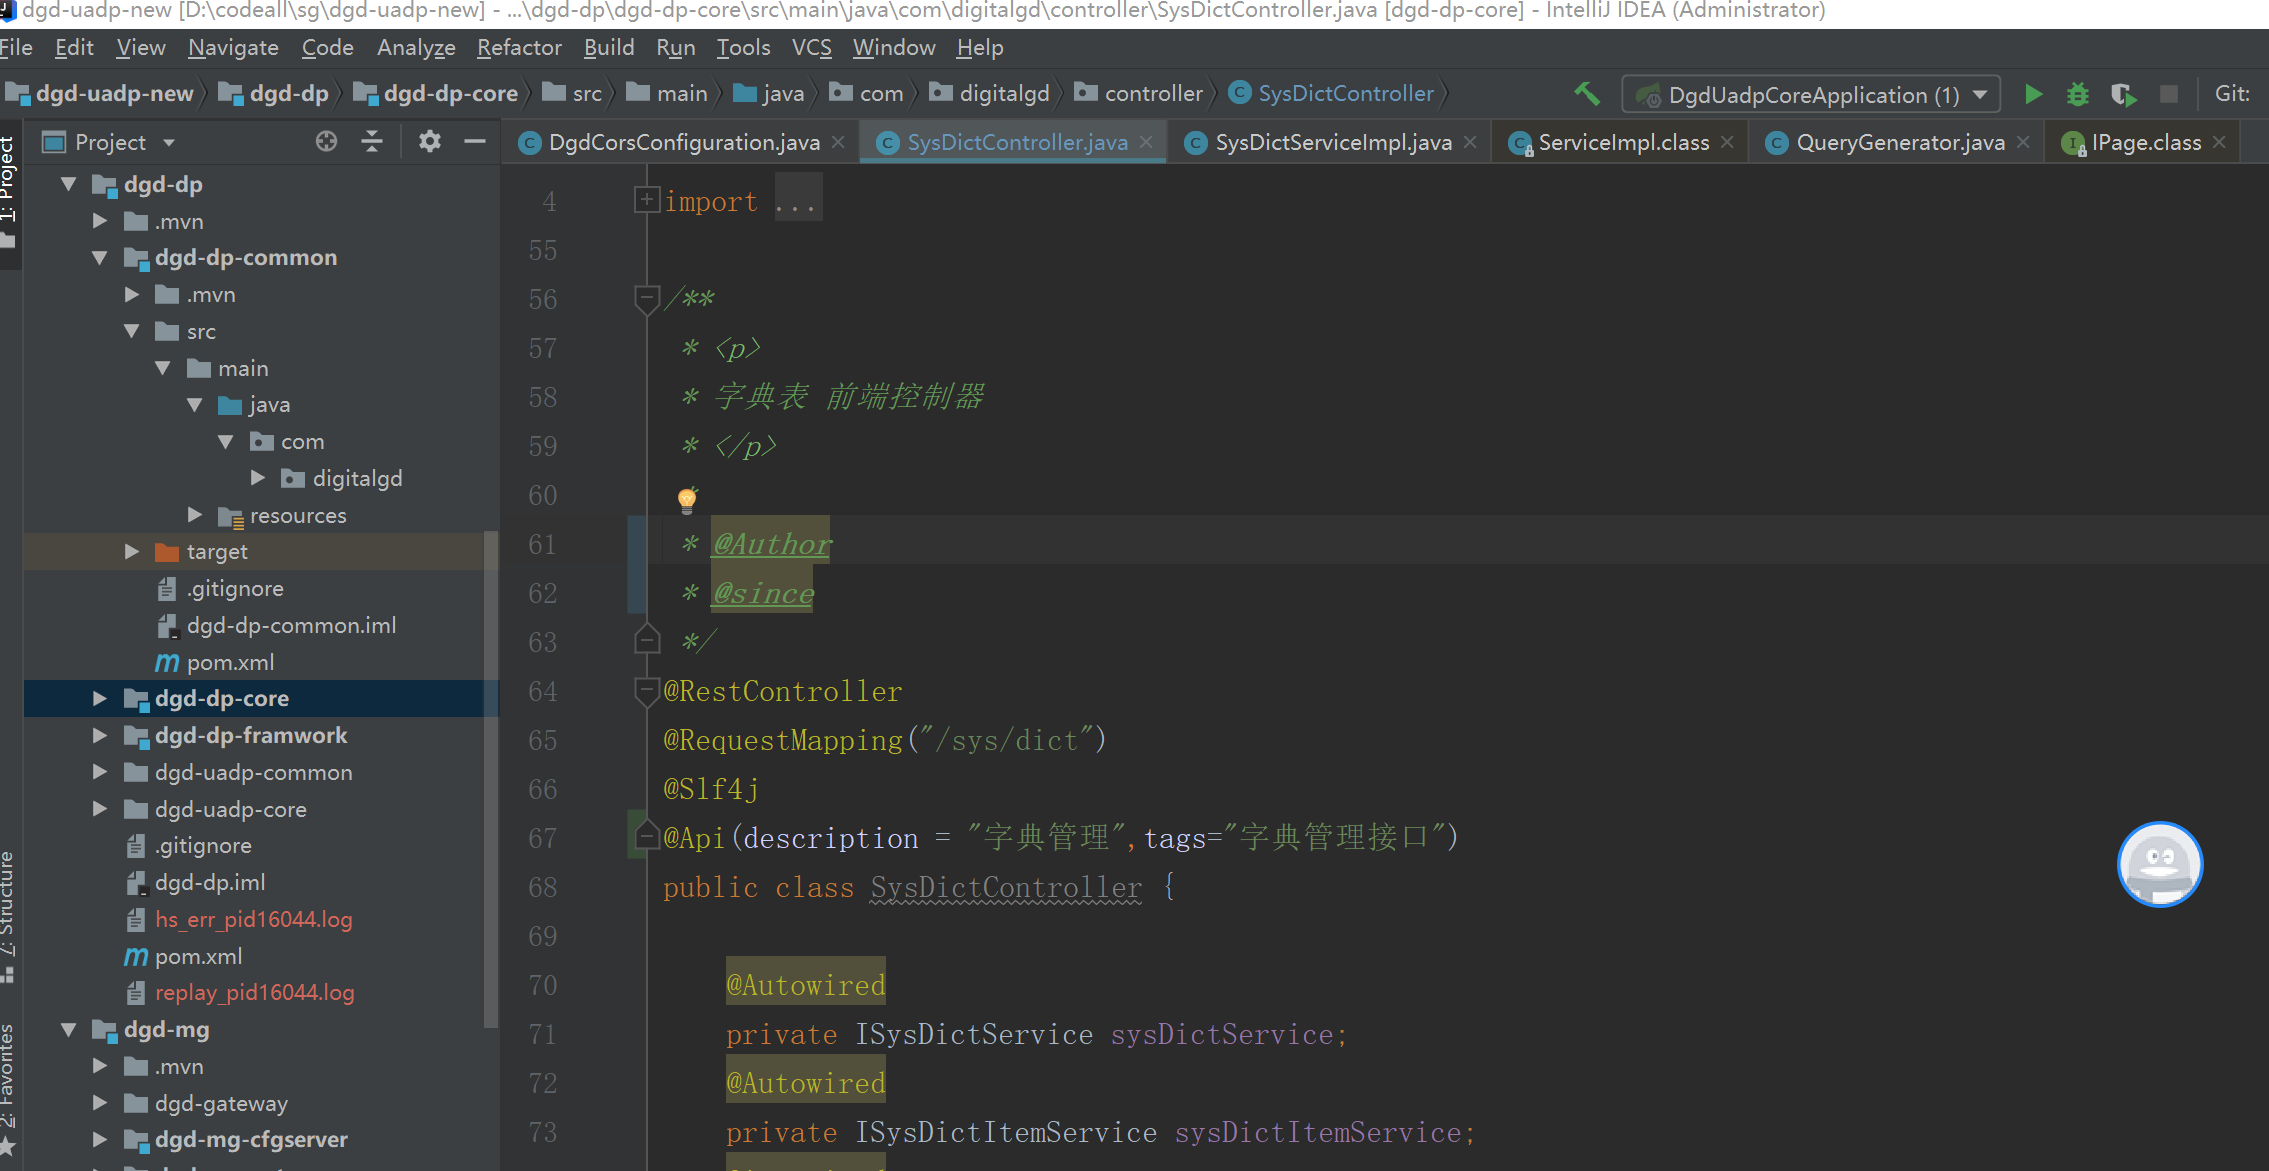 dgd-uadp-new [D:\codeall\sg\dgd-uadp-new] - ...\dgd-dp\dgd-dp-core\src\main\java\com\digitalgd\controller\SysDictController.java [dgd-dp-core] - IntelliJ IDEA (Administrator)
File Edit View Navigate Code Analyze Refactor Build Run Tools VCS Window Help
dgd-uadp-new dgd-dp dgd-dp-core src main java com digitalgd controller SysDictController DgdUadpCoreApplication (1) Git:
Project DgdCorsConfiguration.java SysDictController.java SysDictServiceImpl.java ServiceImpl.class QueryGenerator.java IPage.class
1: Project
7: Structure
2: Favorites
dgd-dp
.mvn
dgd-dp-common
.mvn
src
main
java
com
digitalgd
resources
target
.gitignore
dgd-dp-common.iml
pom.xml
dgd-dp-core
dgd-dp-framwork
dgd-uadp-common
dgd-uadp-core
.gitignore
dgd-dp.iml
hs_err_pid16044.log
pom.xml
replay_pid16044.log
dgd-mg
.mvn
dgd-gateway
dgd-mg-cfgserver
4 import ...
55
56 /**
57 * <p>
58 * 字典表 前端控制器
59 * </p>
60
61 * @Author
62 * @since
63 */
64 @RestController
65 @RequestMapping("/sys/dict")
66 @Slf4j
67 @Api(description = "字典管理",tags="字典管理接口")
68 public class SysDictController {
69
70 @Autowired
71 private ISysDictService sysDictService;
72 @Autowired
73 private ISysDictItemService sysDictItemService;